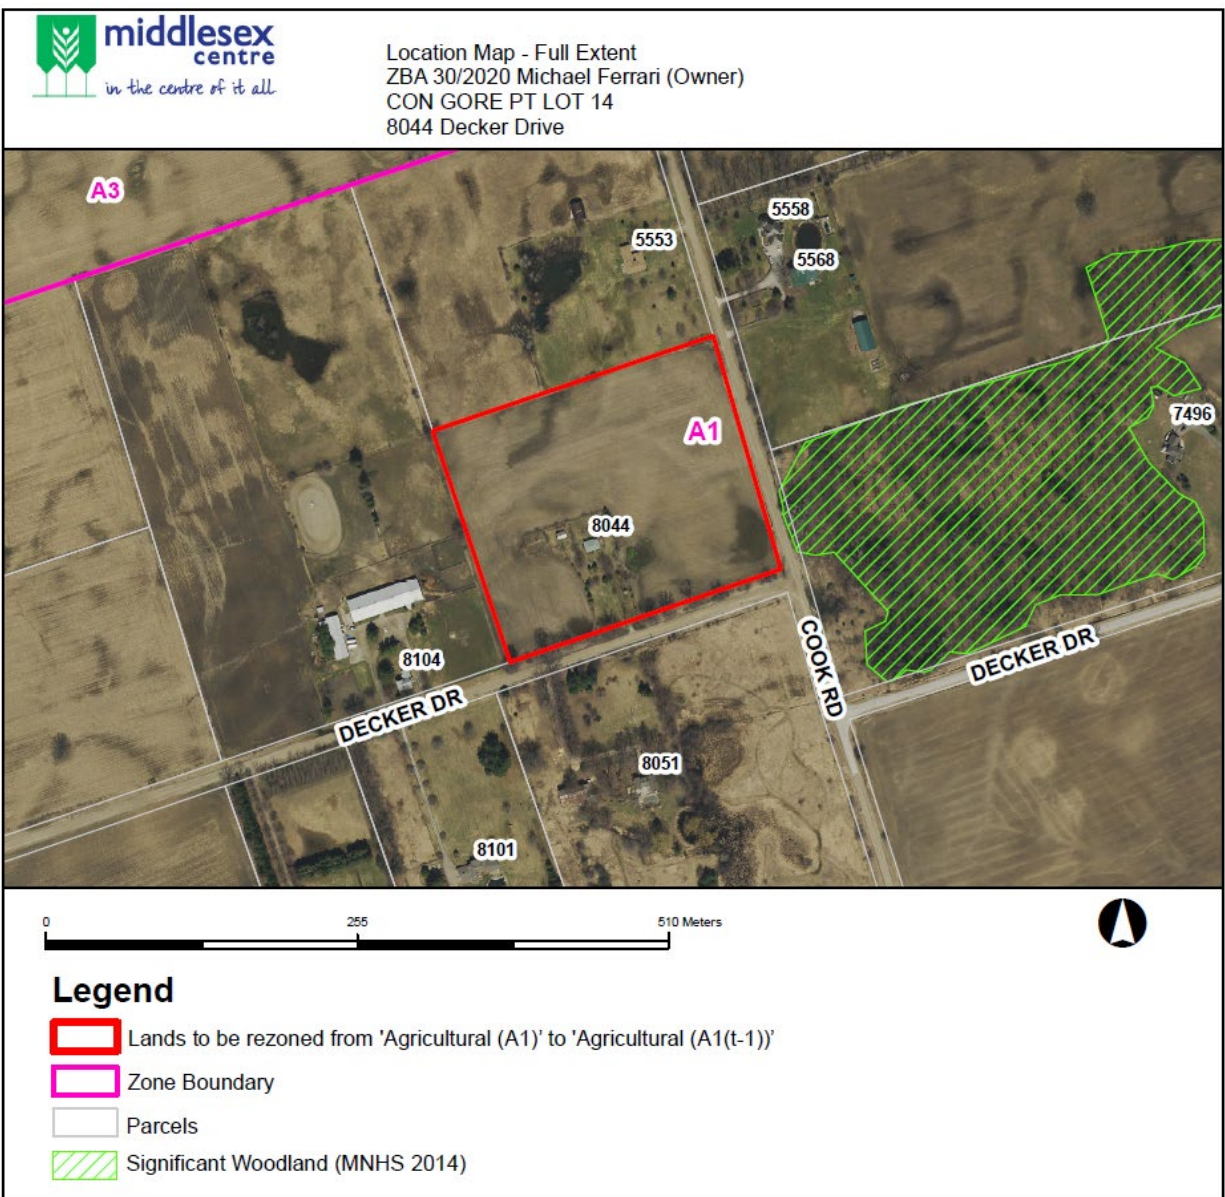 middlesex
centre
in the centre of it all
Location Map - Full Extent
ZBA 30/2020 Michael Ferrari (Owner)
CON GORE PT LOT 14
8044 Decker Drive
A3
5553
5558
5568
A1
7496
8044
8104
DECKER DR
COOK RD
DECKER DR
8051
8101
0 255 510 Meters
Legend
Lands to be rezoned from 'Agricultural (A1)' to 'Agricultural (A1(t-1))'
Zone Boundary
Parcels
Significant Woodland (MNHS 2014)